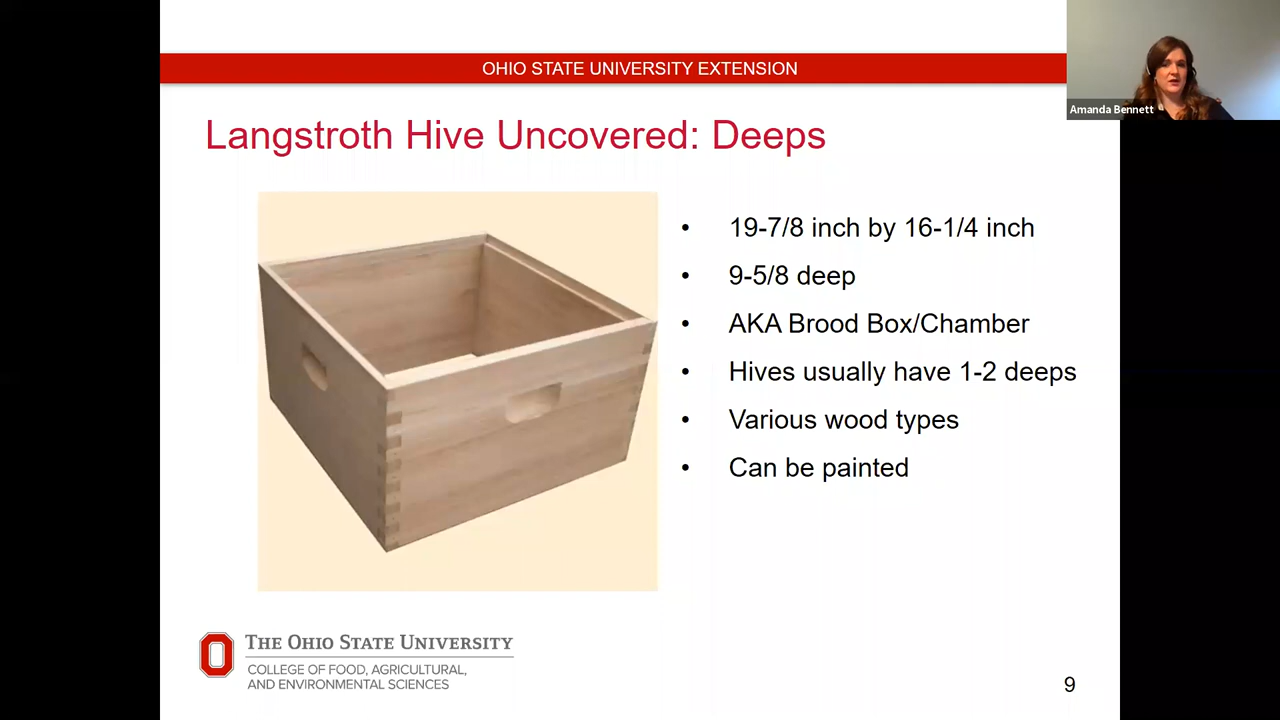 OHIO STATE UNIVERSITY EXTENSION
Amanda Bennett
Langstroth Hive Uncovered: Deeps
• 19-7/8 inch by 16-1/4 inch
• 9-5/8 deep
• AKA Brood Box/Chamber
• Hives usually have 1-2 deeps
• Various wood types
• Can be painted
THE OHIO STATE UNIVERSITY
COLLEGE OF FOOD, AGRICULTURAL,
AND ENVIRONMENTAL SCIENCES
9